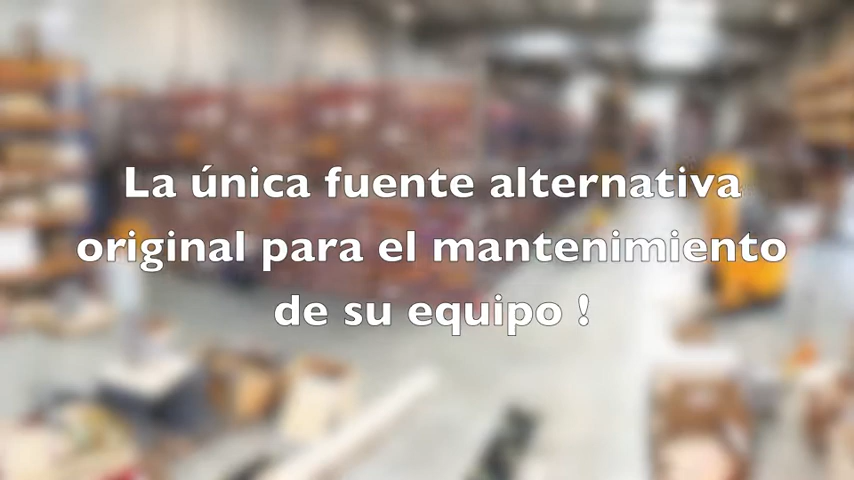 La única fuente alternativa
original para el mantenimiento
de su equipo !